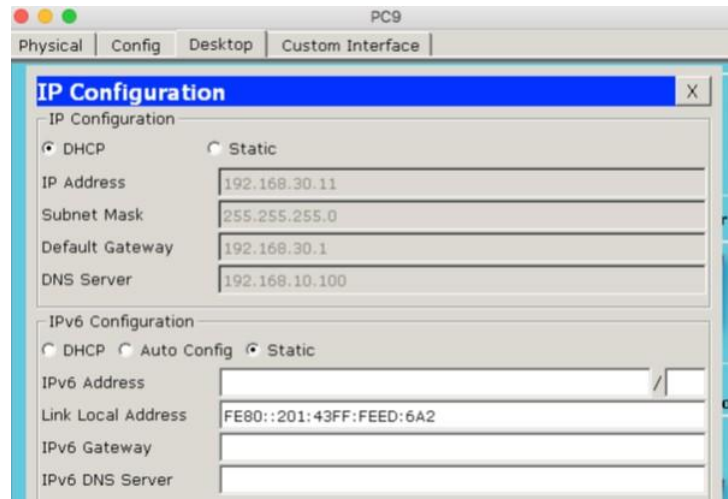 PC9
Physical Config Desktop Custom Interface
IP Configuration X
IP Configuration
DHCP Static
IP Address 192.168.30.11
Subnet Mask 255.255.255.0
Default Gateway 192.168.30.1
DNS Server 192.168.10.100
IPv6 Configuration
DHCP Auto Config Static
IPv6 Address /
Link Local Address FE80::201:43FF:FEED:6A2
IPv6 Gateway
IPv6 DNS Server